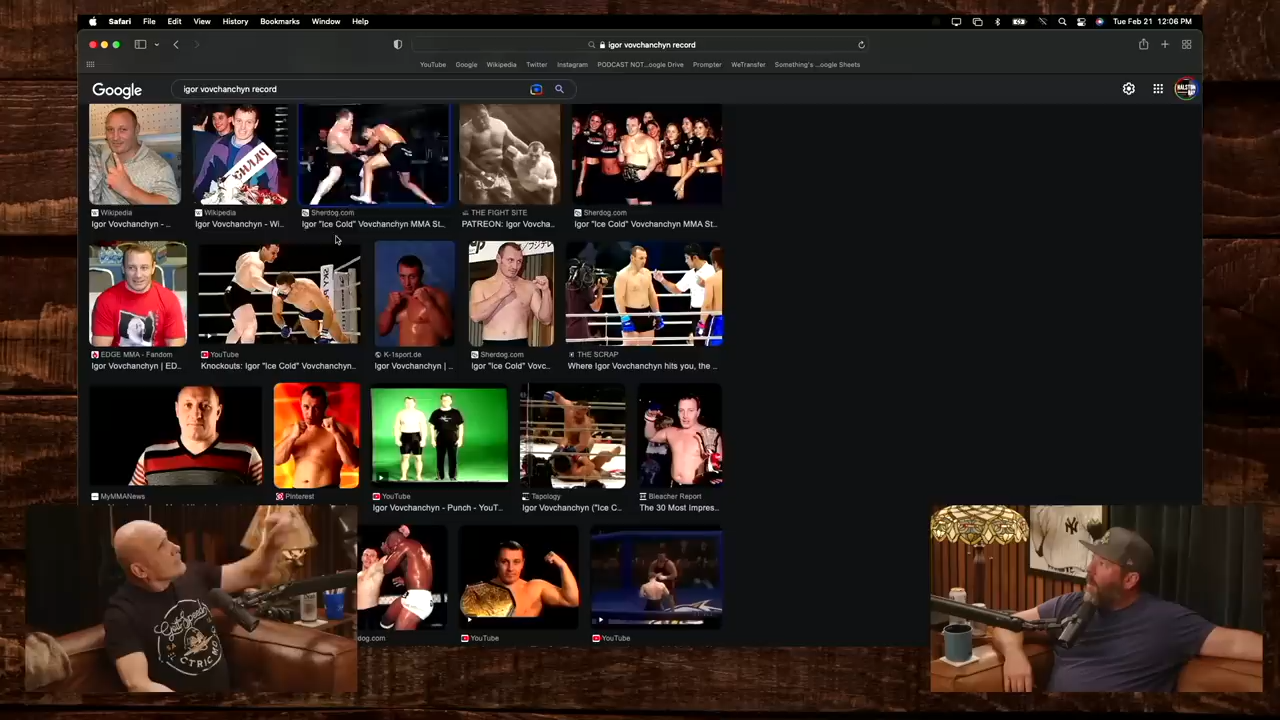 Safari File Edit View History Bookmarks Window Help Tue Feb 21 12:06 PM
igor vovchanchyn record
YouTube Google Wikipedia Twitter Instagram PODCAST NOT...oogle Drive Prompter WeTransfer Something's ...oogle Sheets
Google igor vovchanchyn record
Wikipedia Wikipedia Sherdog.com THE FIGHT SITE Sherdog.com
Igor Vovchanchyn - ... Igor Vovchanchyn - Wi... Igor "Ice Cold" Vovchanchyn MMA St... PATREON: Igor Vovcha... Igor "Ice Cold" Vovchanchyn MMA St...
EDGE MMA - Fandom YouTube K-1sport.de Sherdog.com THE SCRAP
Igor Vovchanchyn | ED... Knockouts: Igor "Ice Cold" Vovchanchyn... Igor Vovchanchyn | ... Igor "Ice Cold" Vovc... Where Igor Vovchanchyn hits you, the ...
MyMMANews Pinterest YouTube Tapology Bleacher Report
Igor Vovchanchyn - Punch - YouT... Igor Vovchanchyn ("Ice C... The 30 Most Impres...
dog.com YouTube YouTube